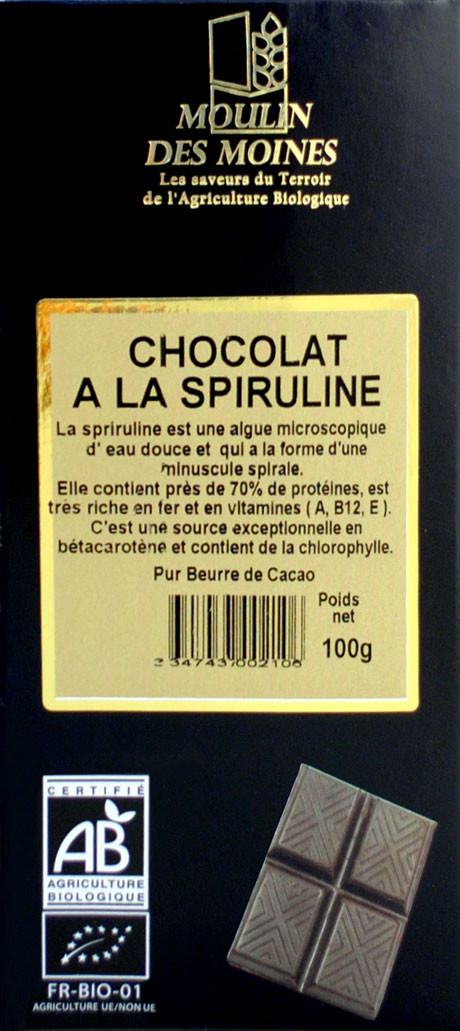 MOULIN
DES MOINES
Les saveurs du Terroir
de l'Agriculture Biologique
CHOCOLAT
A LA SPIRULINE
La spriruline est une algue microscopique
d' eau douce et qui a la forme d'une
minuscule spirale.
Elle contient près de 70% de protéines, est
très riche en fer et en vitamines ( A, B12, E ).
C'est une source exceptionnelle en
bétacarotène et contient de la chlorophylle.
Pur Beurre de Cacao
Poids
net
100g
2 347437002106
CERTIFIÉ
AB
AGRICULTURE
BIOLOGIQUE
FR-BIO-01
AGRICULTURE UE/NON UE